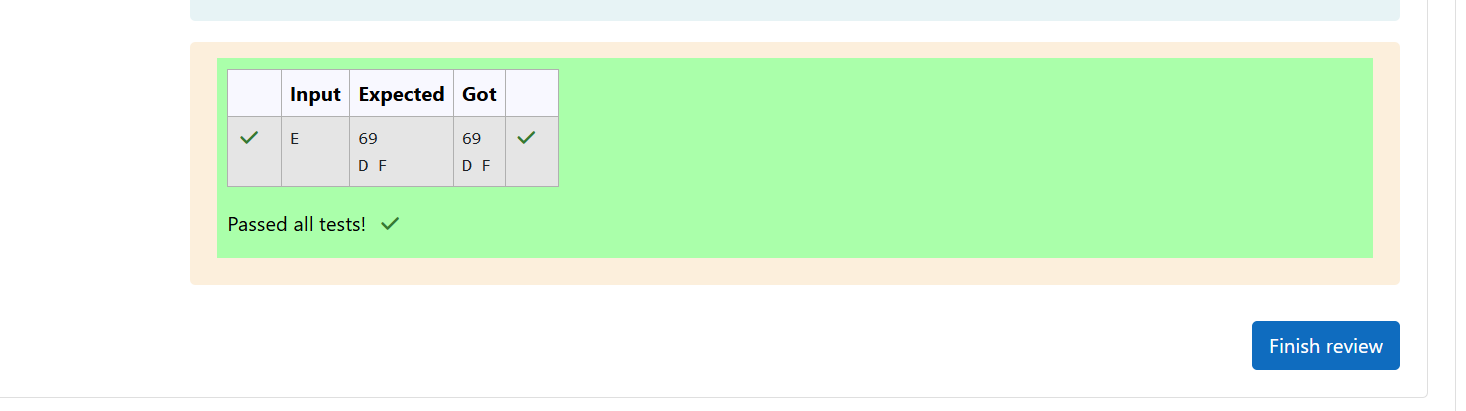 Input Expected Got
E 69 69
D F D F
Passed all tests!
Finish review